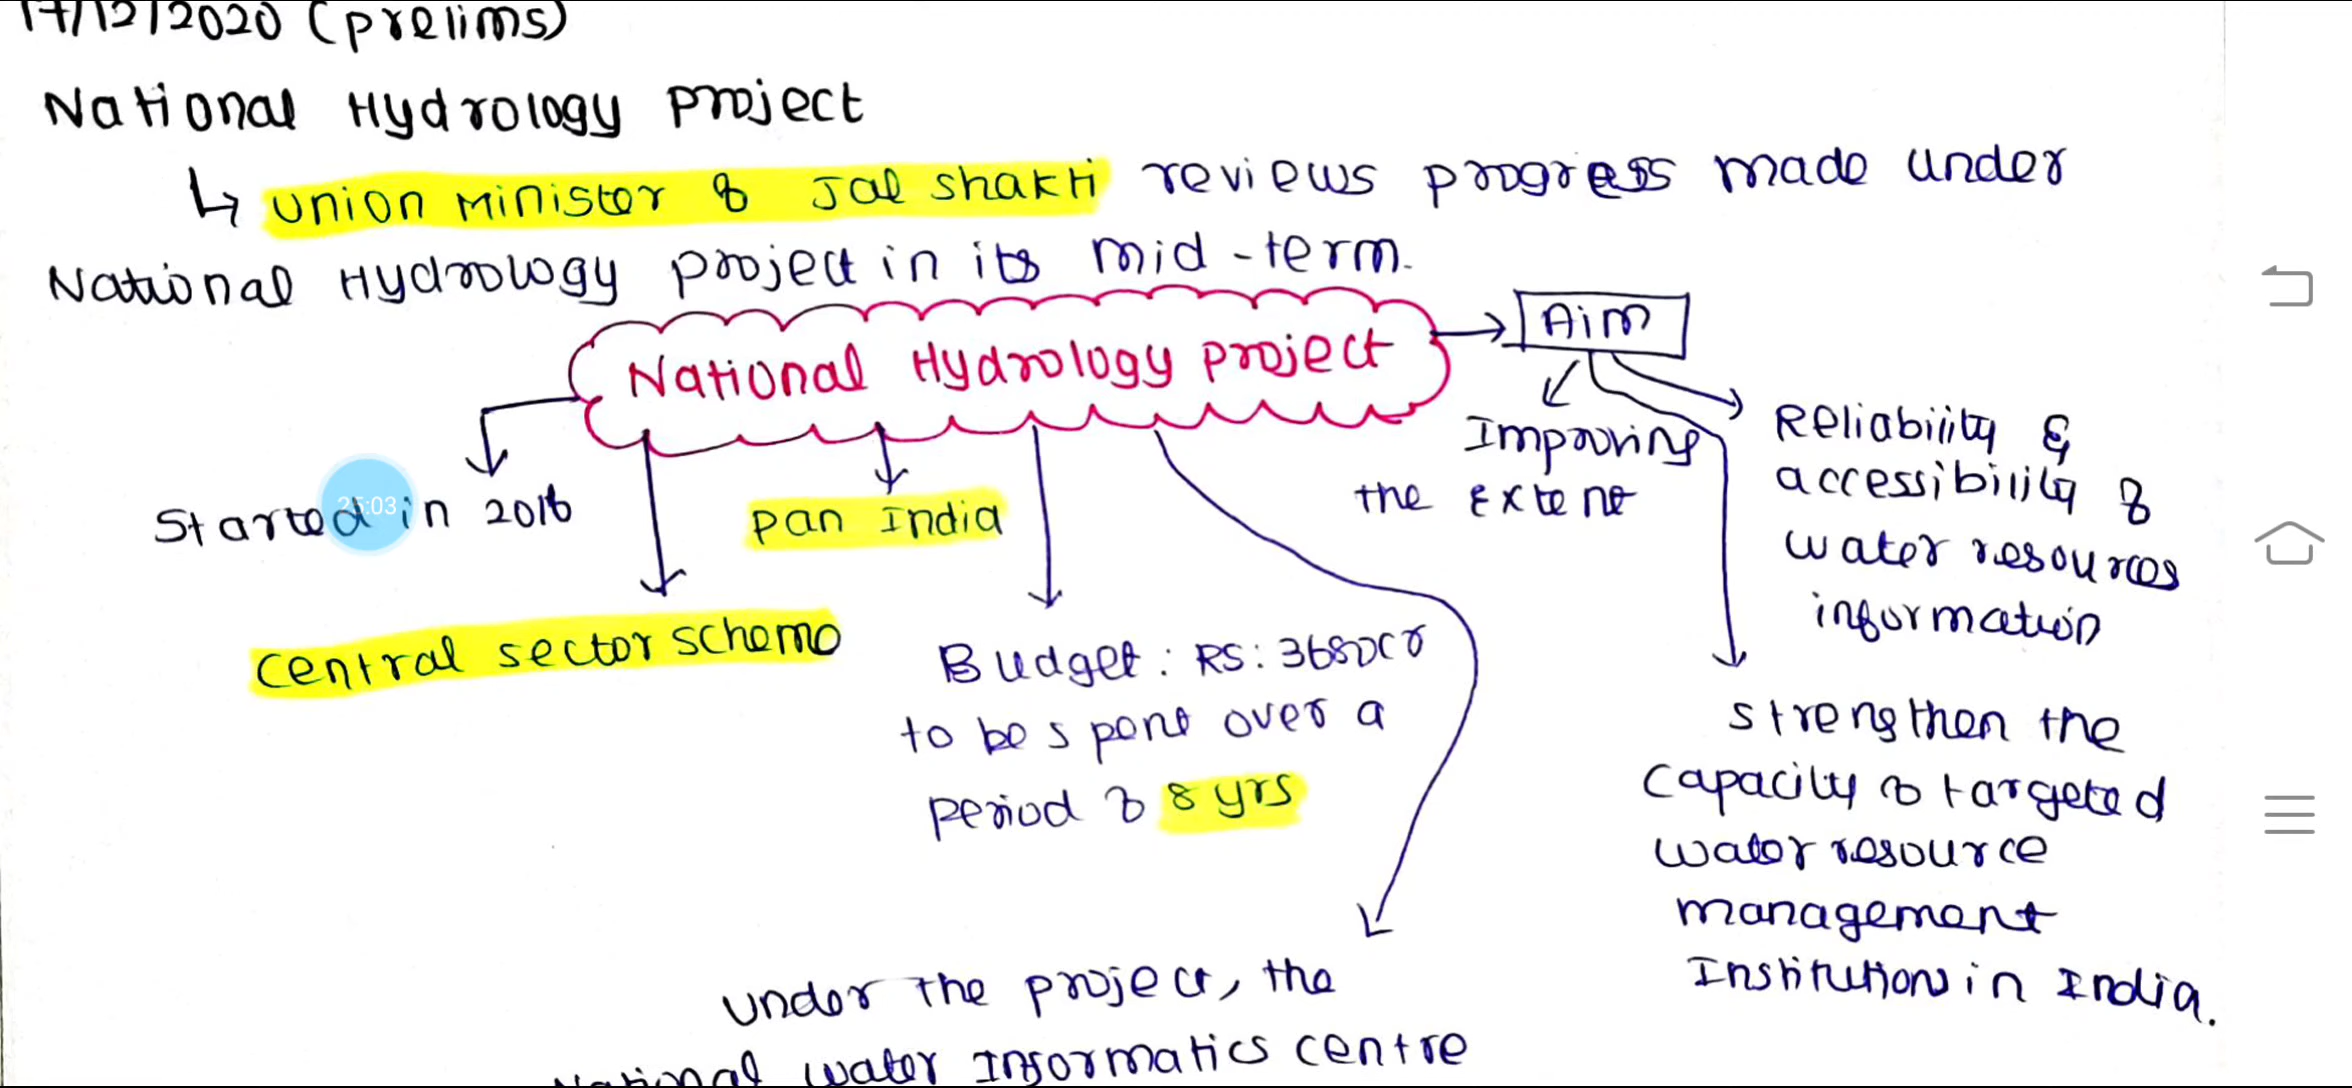 17/12/2020 (prelims)
National Hydrology project
↳ union Minister of Jal shakti reviews progress made under
National Hydrology project in its mid-term.
National Hydrology project
Aim
Improving
the extent
Reliability &
accessibility of
water resources
information
Started in 2016
25:03
pan India
central sector scheme
Budget: RS: 3680cr
to be spent over a
period of 8 yrs
strengthen the
capacity of targeted
water resource
management
Institutions in India.
under the project, the
National water Informatics centre